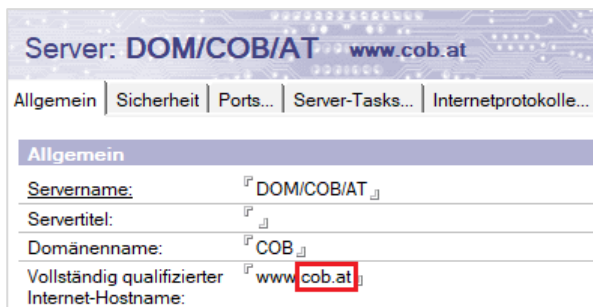 Server: DOM/COB/AT www.cob.at
Allgemein Sicherheit Ports... Server-Tasks... Internetprotokolle...
Allgemein
Servername: DOM/COB/AT
Servertitel:
Domänenname: COB
Vollständig qualifizierter www.cob.at
Internet-Hostname: